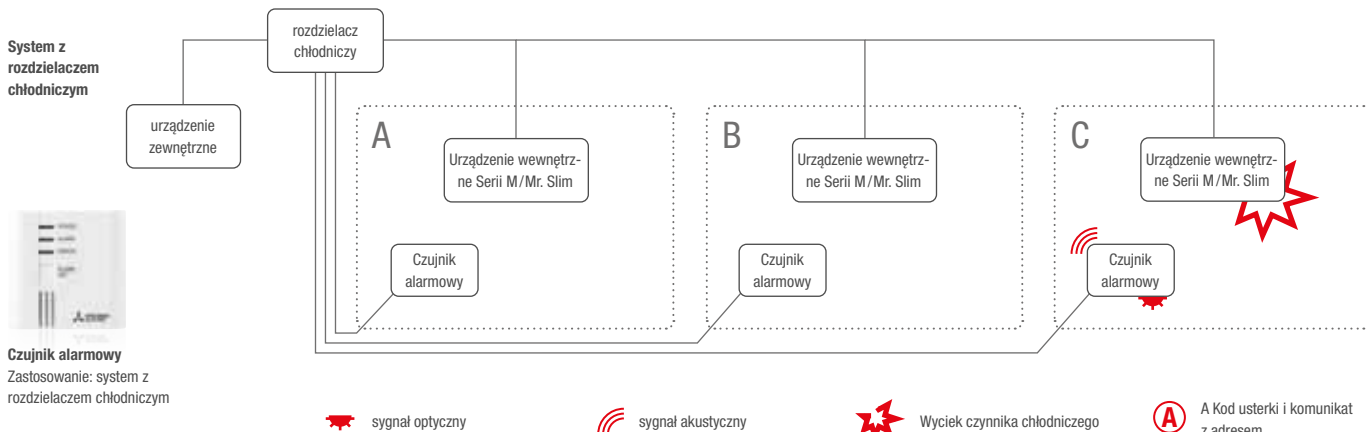 System z
rozdzielaczem
chłodniczym
rozdzielacz
chłodniczy
urządzenie
zewnętrzne
A
Urządzenie wewnętrz-
ne Serii M/Mr. Slim
Czujnik
alarmowy
B
Urządzenie wewnętrz-
ne Serii M/Mr. Slim
Czujnik
alarmowy
C
Urządzenie wewnętrz-
ne Serii M/Mr. Slim
Czujnik
alarmowy
Czujnik alarmowy
Zastosowanie: system z
rozdzielaczem chłodniczym
sygnał optyczny
sygnał akustyczny
Wyciek czynnika chłodniczego
A
A Kod usterki i komunikat
z adresem